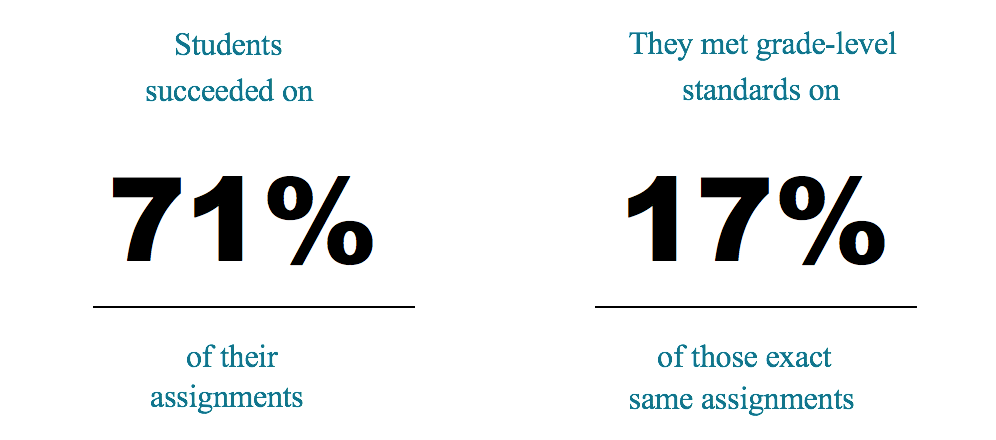 Students
succeeded on
71%
of their
assignments
They met grade-level
standards on
17%
of those exact
same assignments